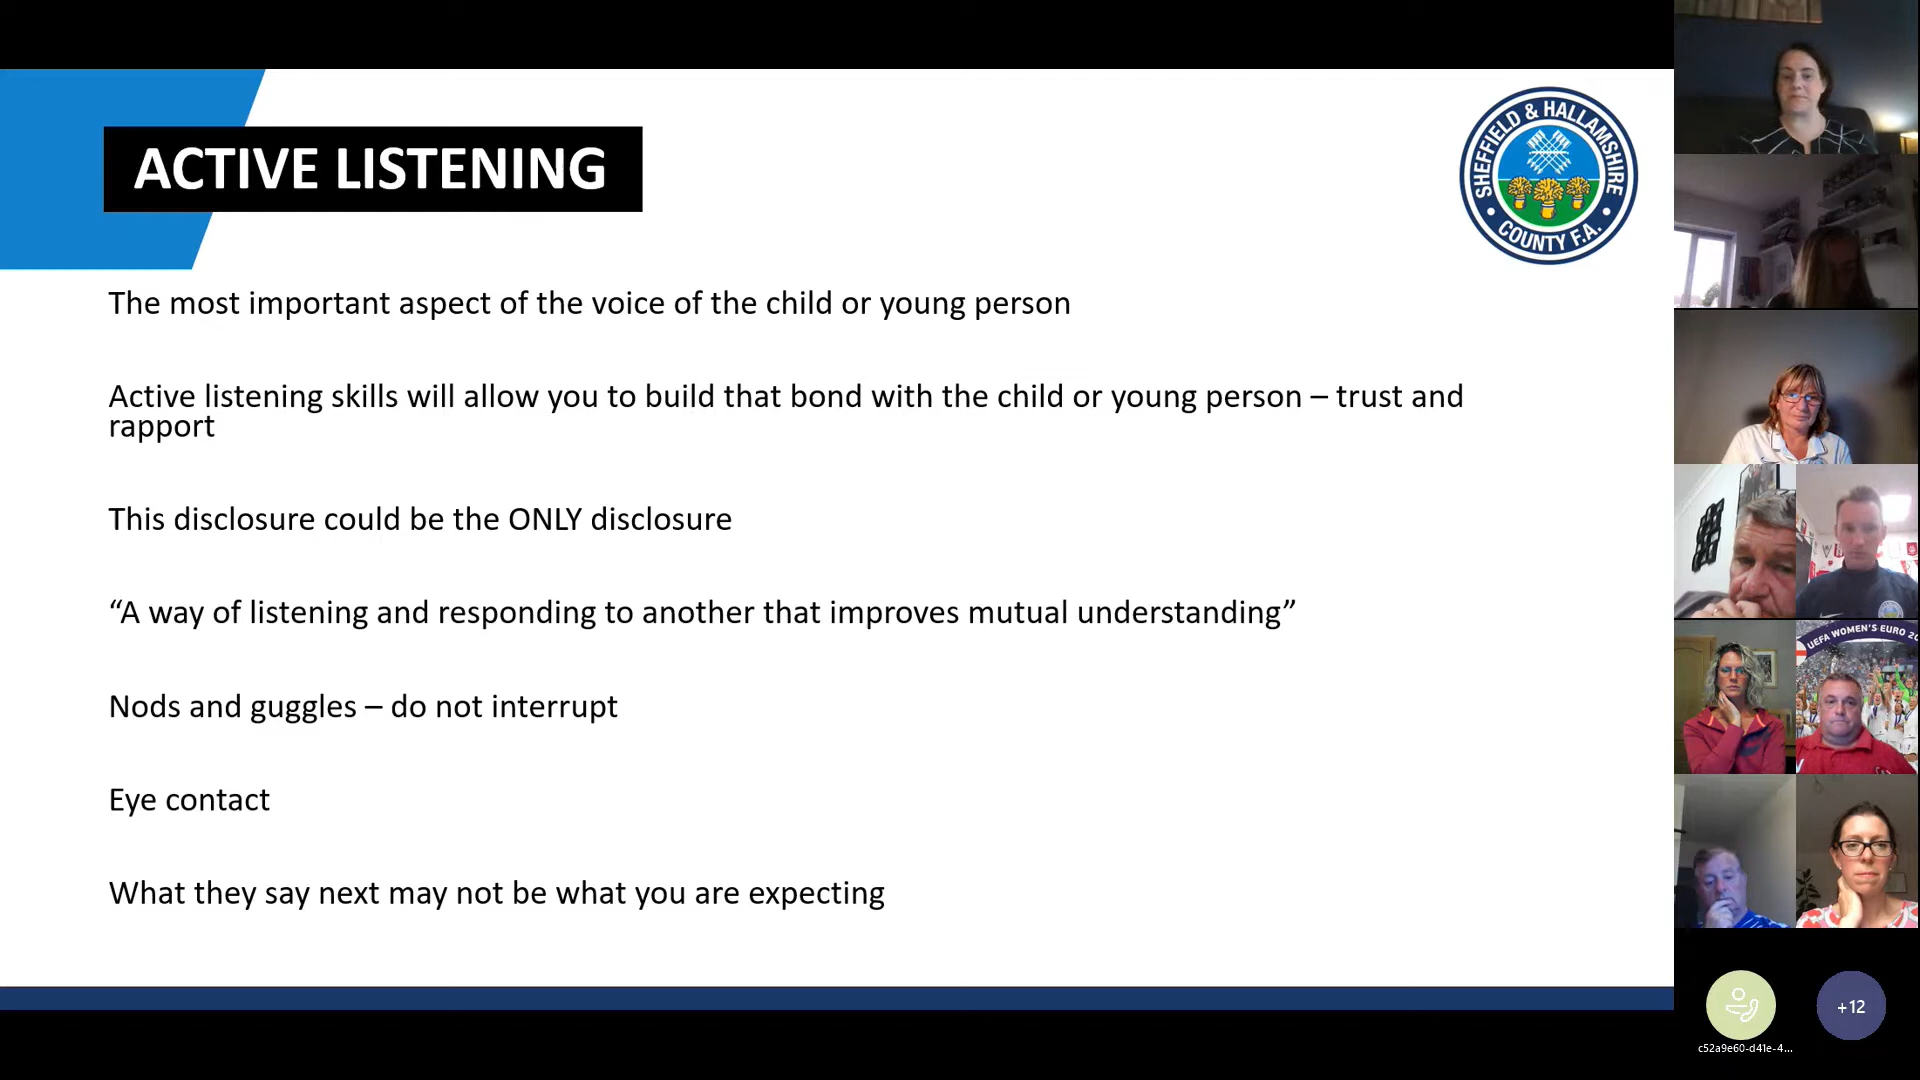 ACTIVE LISTENING
SHEFFIELD & HALLAMSHIRE
COUNTY F.A.
The most important aspect of the voice of the child or young person
Active listening skills will allow you to build that bond with the child or young person – trust and
rapport
This disclosure could be the ONLY disclosure
“A way of listening and responding to another that improves mutual understanding”
Nods and guggles – do not interrupt
Eye contact
What they say next may not be what you are expecting
UEFA WOMEN'S EURO
+12
c52a9e60-d41e-4...